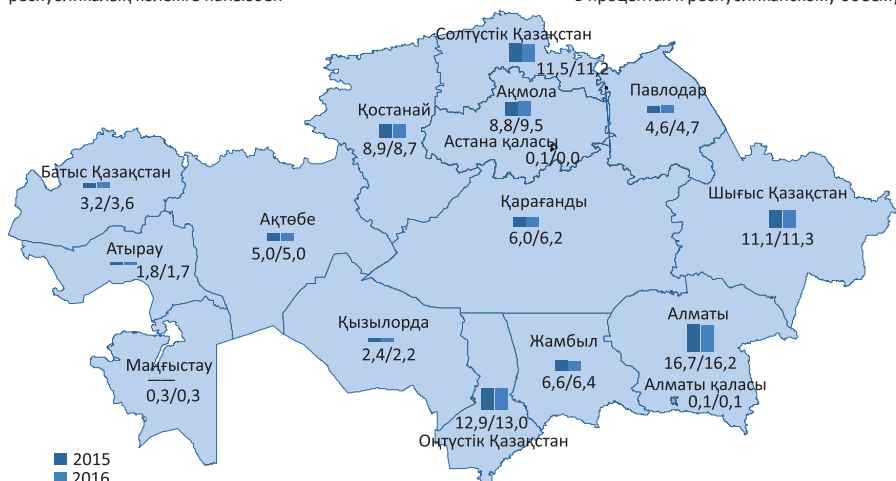 Солтүстік Қазақстан
11,5/11,2
Павлодар
4,6/4,7
Ақмола
8,8/9,5
Қостанай
8,9/8,7
Астана қаласы
0,1/0,0
Батыс Қазақстан
3,2/3,6
Ақтөбе
5,0/5,0
Қарағанды
6,0/6,2
Шығыс Қазақстан
11,1/11,3
Атырау
1,8/1,7
Қызылорда
2,4/2,2
Жамбыл
6,6/6,4
Алматы
16,7/16,2
Маңғыстау
0,3/0,3
Алматы қаласы
0,1/0,1
12,9/13,0
Оңтүстік Қазақстан
2015
2016